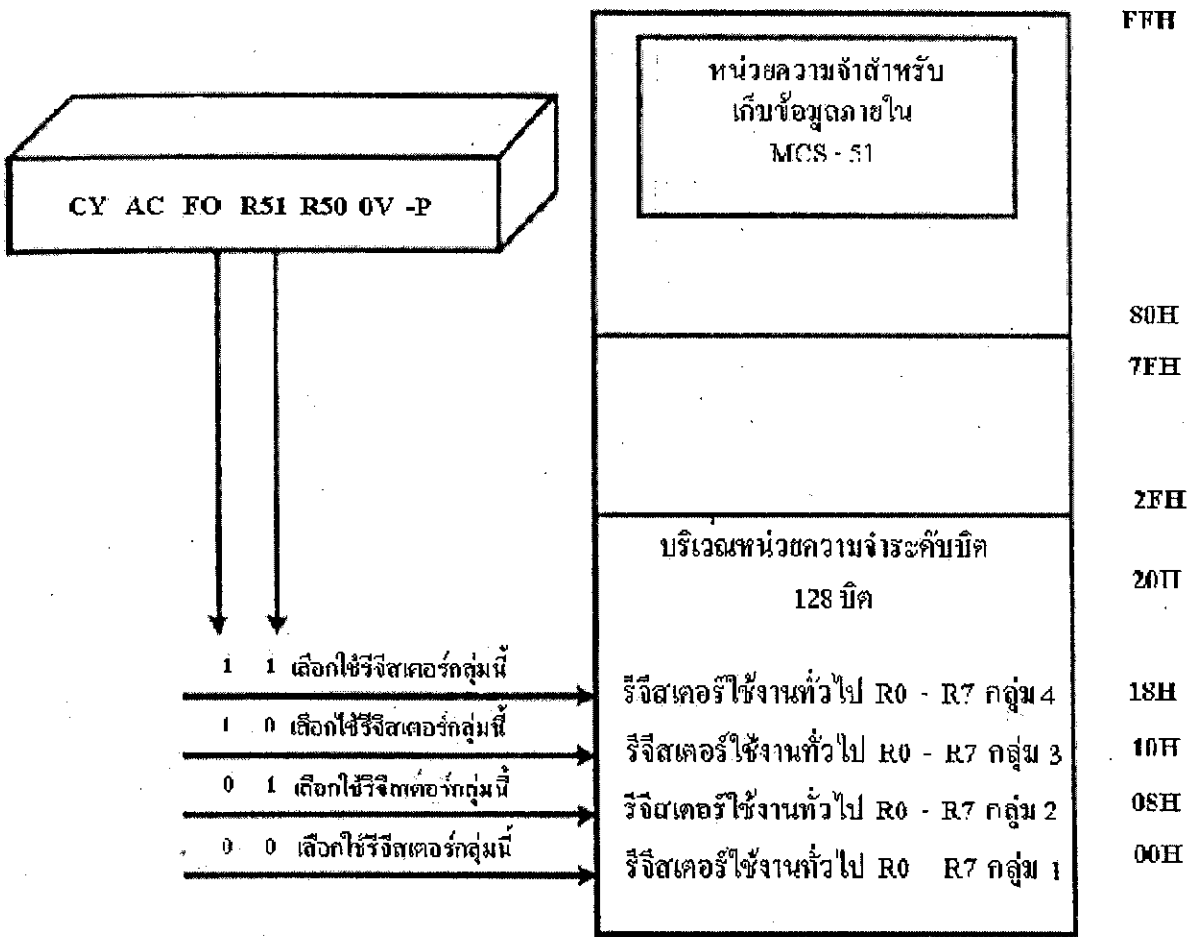 FFH
หน่วยความจำสำหรับ
เก็บข้อมูลภายใน
MCS - 51
CY AC FO R51 R50 0V -P
80H
7FH
2FH
บริเวณหน่วยความจำระดับบิต
128 บิต
20H
1 1 เลือกใช้รีจีสเตอร์กลุ่มนี้
รีจีสเตอร์ใช้งานทั่วไป R0 - R7 กลุ่ม 4
18H
1 0 เลือกใช้รีจีสเตอร์กลุ่มนี้
รีจีสเตอร์ใช้งานทั่วไป R0 - R7 กลุ่ม 3
10H
0 1 เลือกใช้รีจีสเตอร์กลุ่มนี้
รีจีสเตอร์ใช้งานทั่วไป R0 - R7 กลุ่ม 2
08H
0 0 เลือกใช้รีจีสเตอร์กลุ่มนี้
รีจีสเตอร์ใช้งานทั่วไป R0 R7 กลุ่ม 1
00H